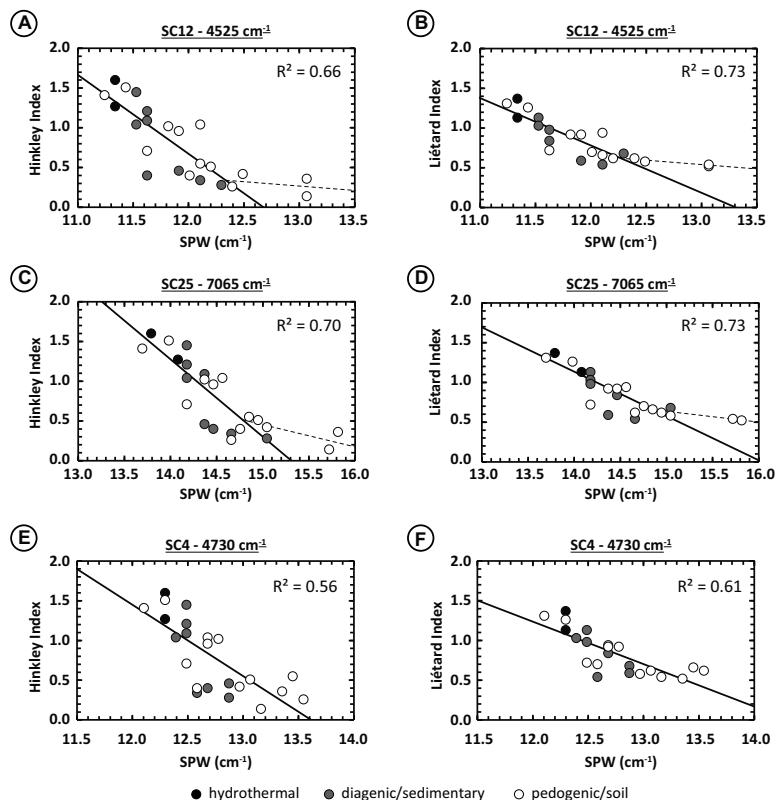 A
SC12 - 4525 cm⁻¹
2.0
1.5
1.0
0.5
0.0
Hinkley Index
R² = 0.66
11.0 11.5 12.0 12.5 13.0 13.5
SPW (cm⁻¹)
B
SC12 - 4525 cm⁻¹
2.0
1.5
1.0
0.5
0.0
Liétard Index
R² = 0.73
11.0 11.5 12.0 12.5 13.0 13.5
SPW (cm⁻¹)
C
SC25 - 7065 cm⁻¹
2.0
1.5
1.0
0.5
0.0
Hinkley Index
R² = 0.70
13.0 13.5 14.0 14.5 15.0 15.5 16.0
SPW (cm⁻¹)
D
SC25 - 7065 cm⁻¹
2.0
1.5
1.0
0.5
0.0
Liétard Index
R² = 0.73
13.0 13.5 14.0 14.5 15.0 15.5 16.0
SPW (cm⁻¹)
E
SC4 - 4730 cm⁻¹
2.0
1.5
1.0
0.5
0.0
Hinkley Index
R² = 0.56
11.5 12.0 12.5 13.0 13.5 14.0
SPW (cm⁻¹)
F
SC4 - 4730 cm⁻¹
2.0
1.5
1.0
0.5
0.0
Liétard Index
R² = 0.61
11.5 12.0 12.5 13.0 13.5 14.0
SPW (cm⁻¹)
hydrothermal diagenic/sedimentary pedogenic/soil